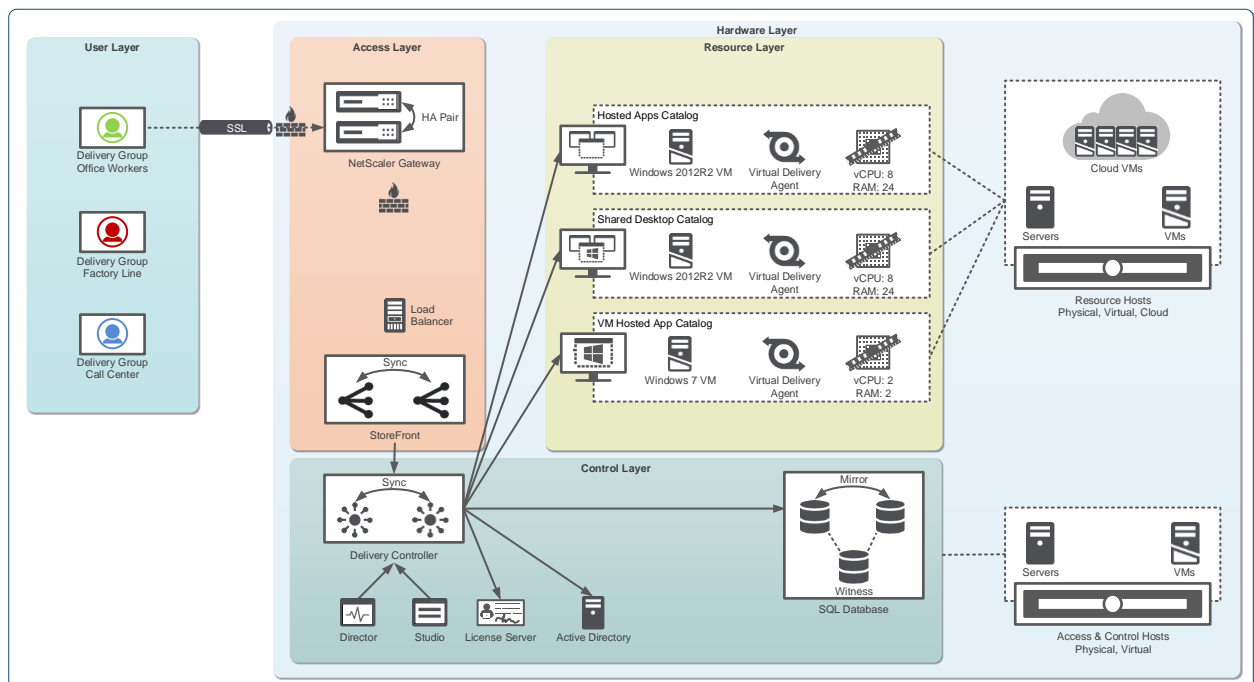 Hardware Layer
User Layer
Delivery Group
Office Workers
Delivery Group
Factory Line
Delivery Group
Call Center
SSL
Access Layer
HA Pair
NetScaler Gateway
Load
Balancer
Sync
StoreFront
Resource Layer
Hosted Apps Catalog
Windows 2012R2 VM
Virtual Delivery
Agent
vCPU: 8
RAM: 24
Shared Desktop Catalog
Windows 2012R2 VM
Virtual Delivery
Agent
vCPU: 8
RAM: 24
VM Hosted App Catalog
Windows 7 VM
Virtual Delivery
Agent
vCPU: 2
RAM: 2
Cloud VMs
Servers
VMs
Resource Hosts
Physical, Virtual, Cloud
Control Layer
Sync
Delivery Controller
Director
Studio
License Server
Active Directory
Mirror
Witness
SQL Database
Servers
VMs
Access & Control Hosts
Physical, Virtual